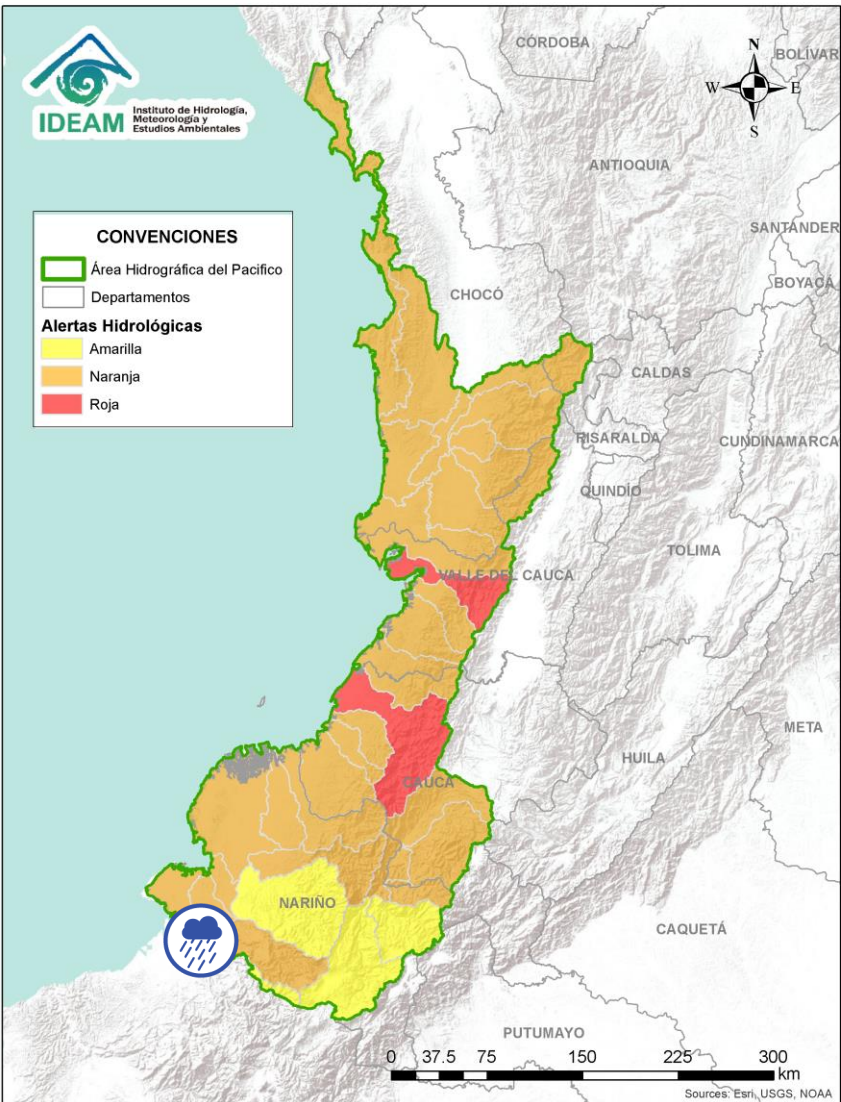 IDEAM
Instituto de Hidrología,
Meteorología y
Estudios Ambientales
CONVENCIONES
Área Hidrográfica del Pacifico
Departamentos
Alertas Hidrológicas
Amarilla
Naranja
Roja
N
W
E
S
CÓRDOBA
BOLIVAR
ANTIOQUIA
SANTANDER
BOYACÁ
CHOCÓ
CALDAS
RISARALDA
CUNDINAMARCA
QUINDÍO
TOLIMA
VALLE DEL CAUCA
META
HUILA
CAUCA
NARIÑO
CAQUETÁ
PUTUMAYO
0 37.5 75 150 225 300
km
Sources: Esri, USGS, NOAA